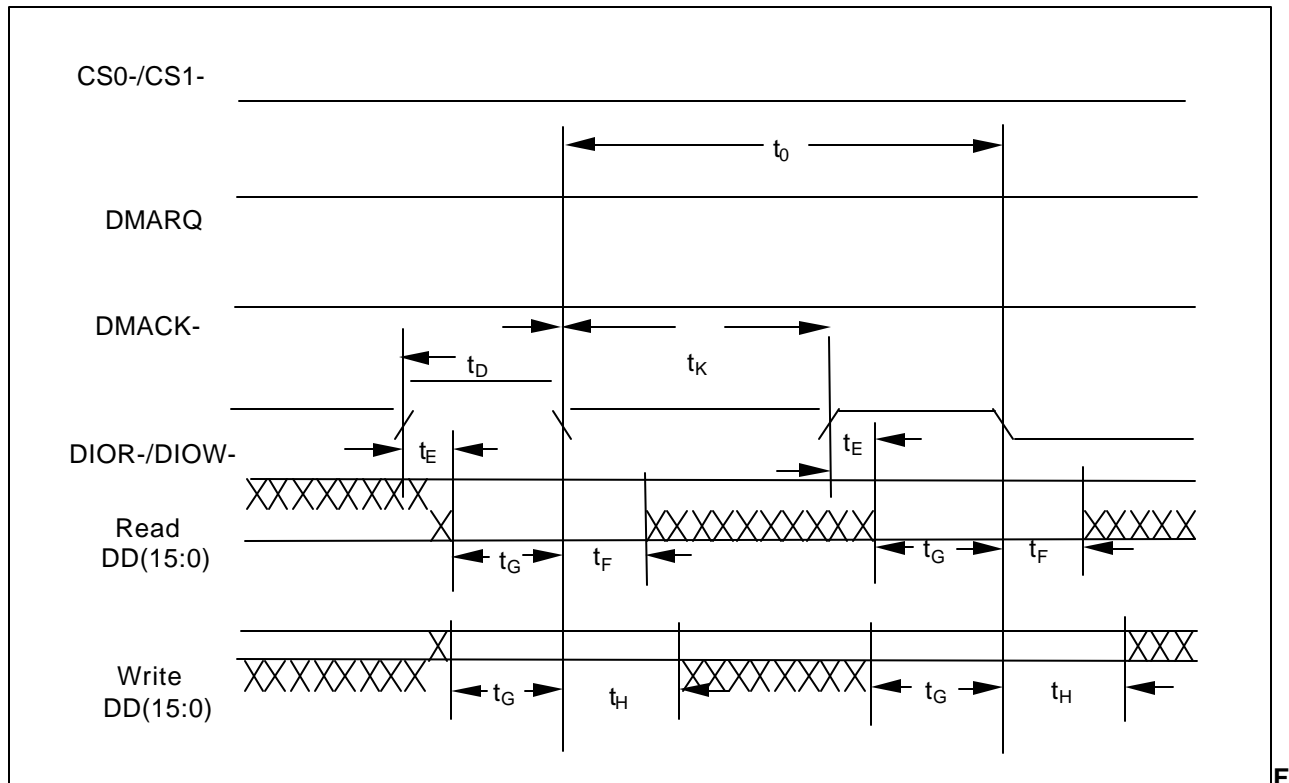 CS0-/CS1-
t0
DMARQ
DMACK-
tD
tK
DIOR-/DIOW-
tE
tE
Read
DD(15:0)
tG
tF
tG
tF
Write
DD(15:0)
tG
tH
tG
tH
F